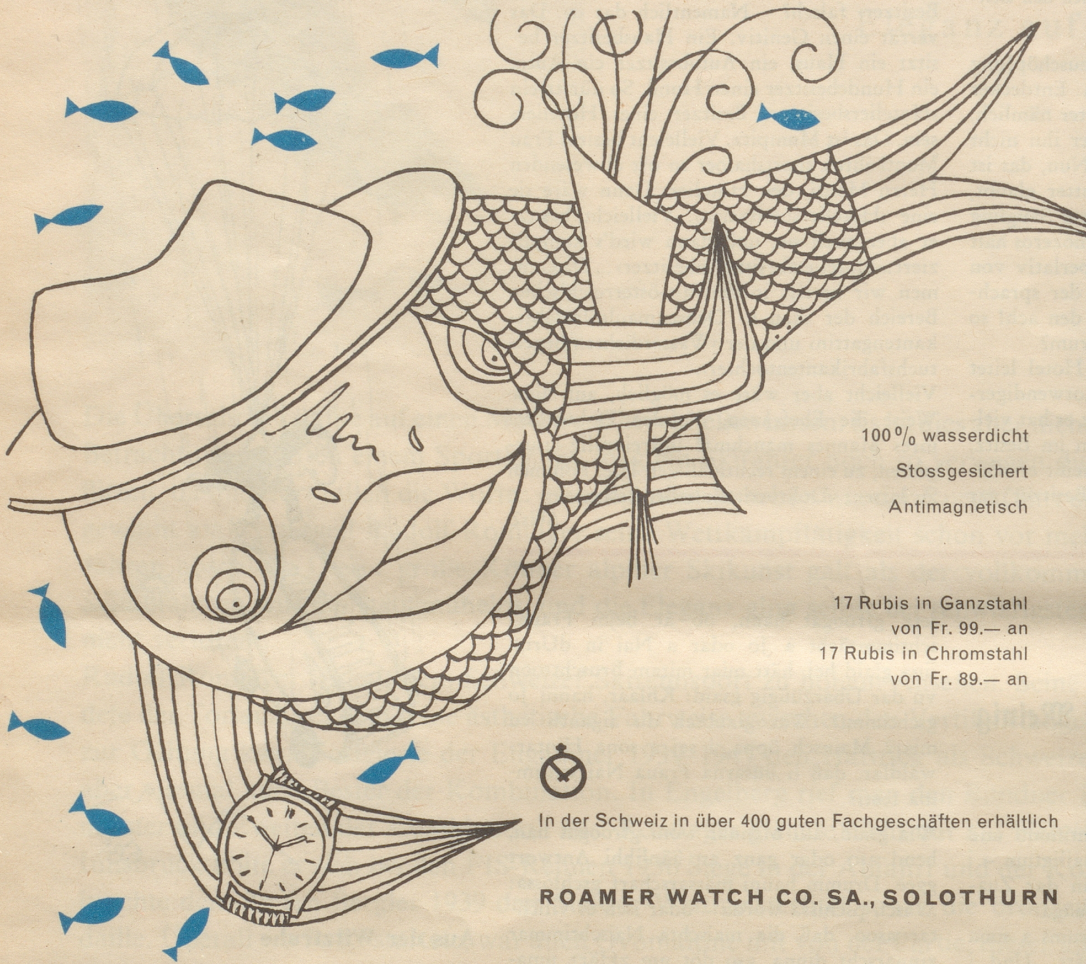 100% wasserdicht
Stossgesichert
Antimagnetisch
17 Rubis in Ganzstahl
von Fr. 99.— an
17 Rubis in Chromstahl
von Fr. 89.— an
In der Schweiz in über 400 guten Fachgeschäften erhältlich
ROAMER WATCH CO. SA., SOLOTHURN